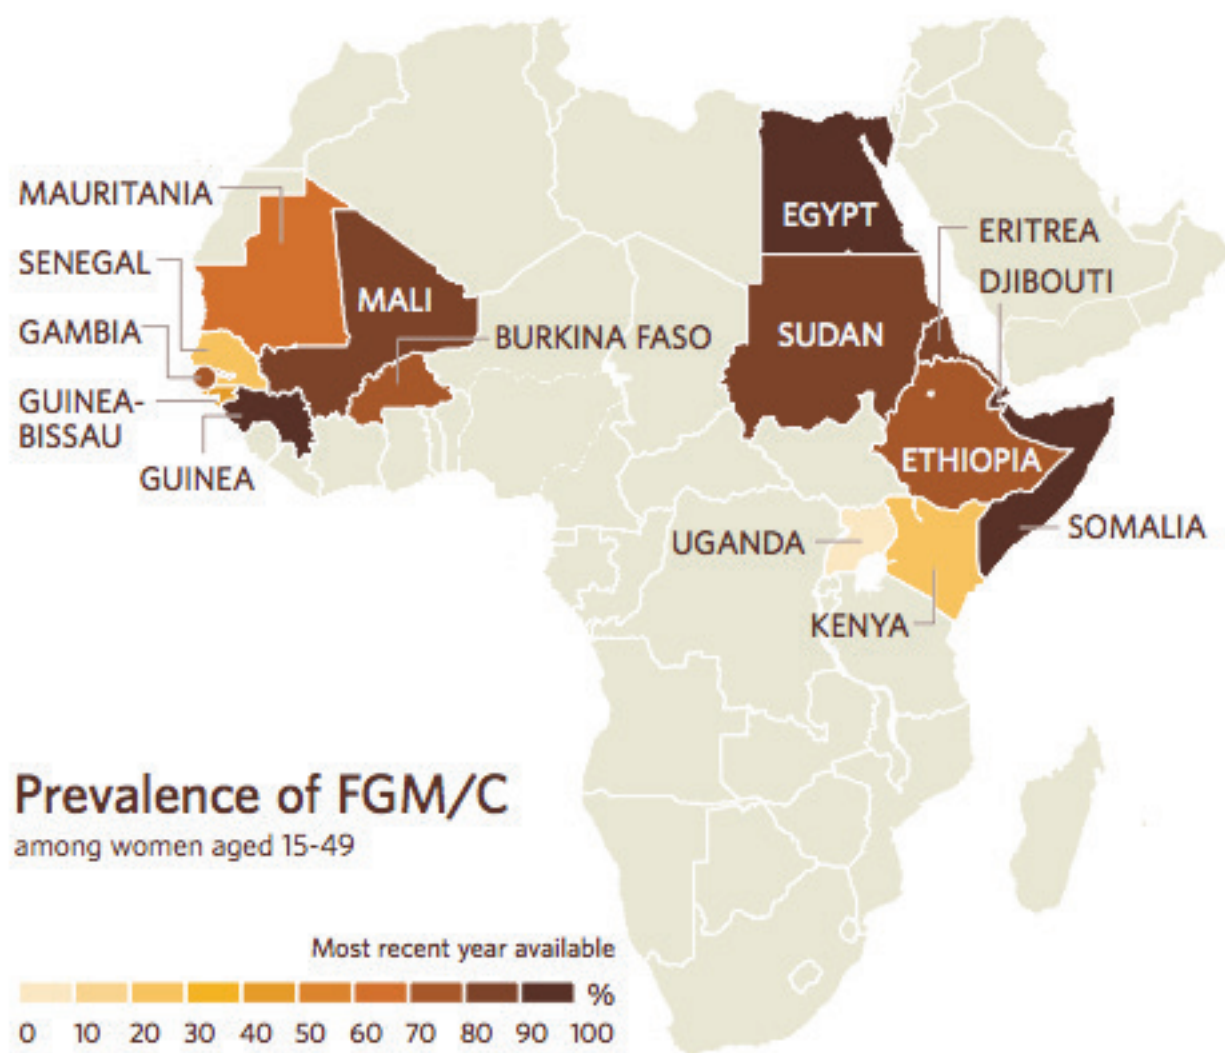 MAURITANIA
SENEGAL
GAMBIA
GUINEA-
BISSAU
GUINEA
MALI
BURKINA FASO
EGYPT
SUDAN
ERITREA
DJIBOUTI
ETHIOPIA
SOMALIA
UGANDA
KENYA
Prevalence of FGM/C
among women aged 15-49
Most recent year available
%
0 10 20 30 40 50 60 70 80 90 100